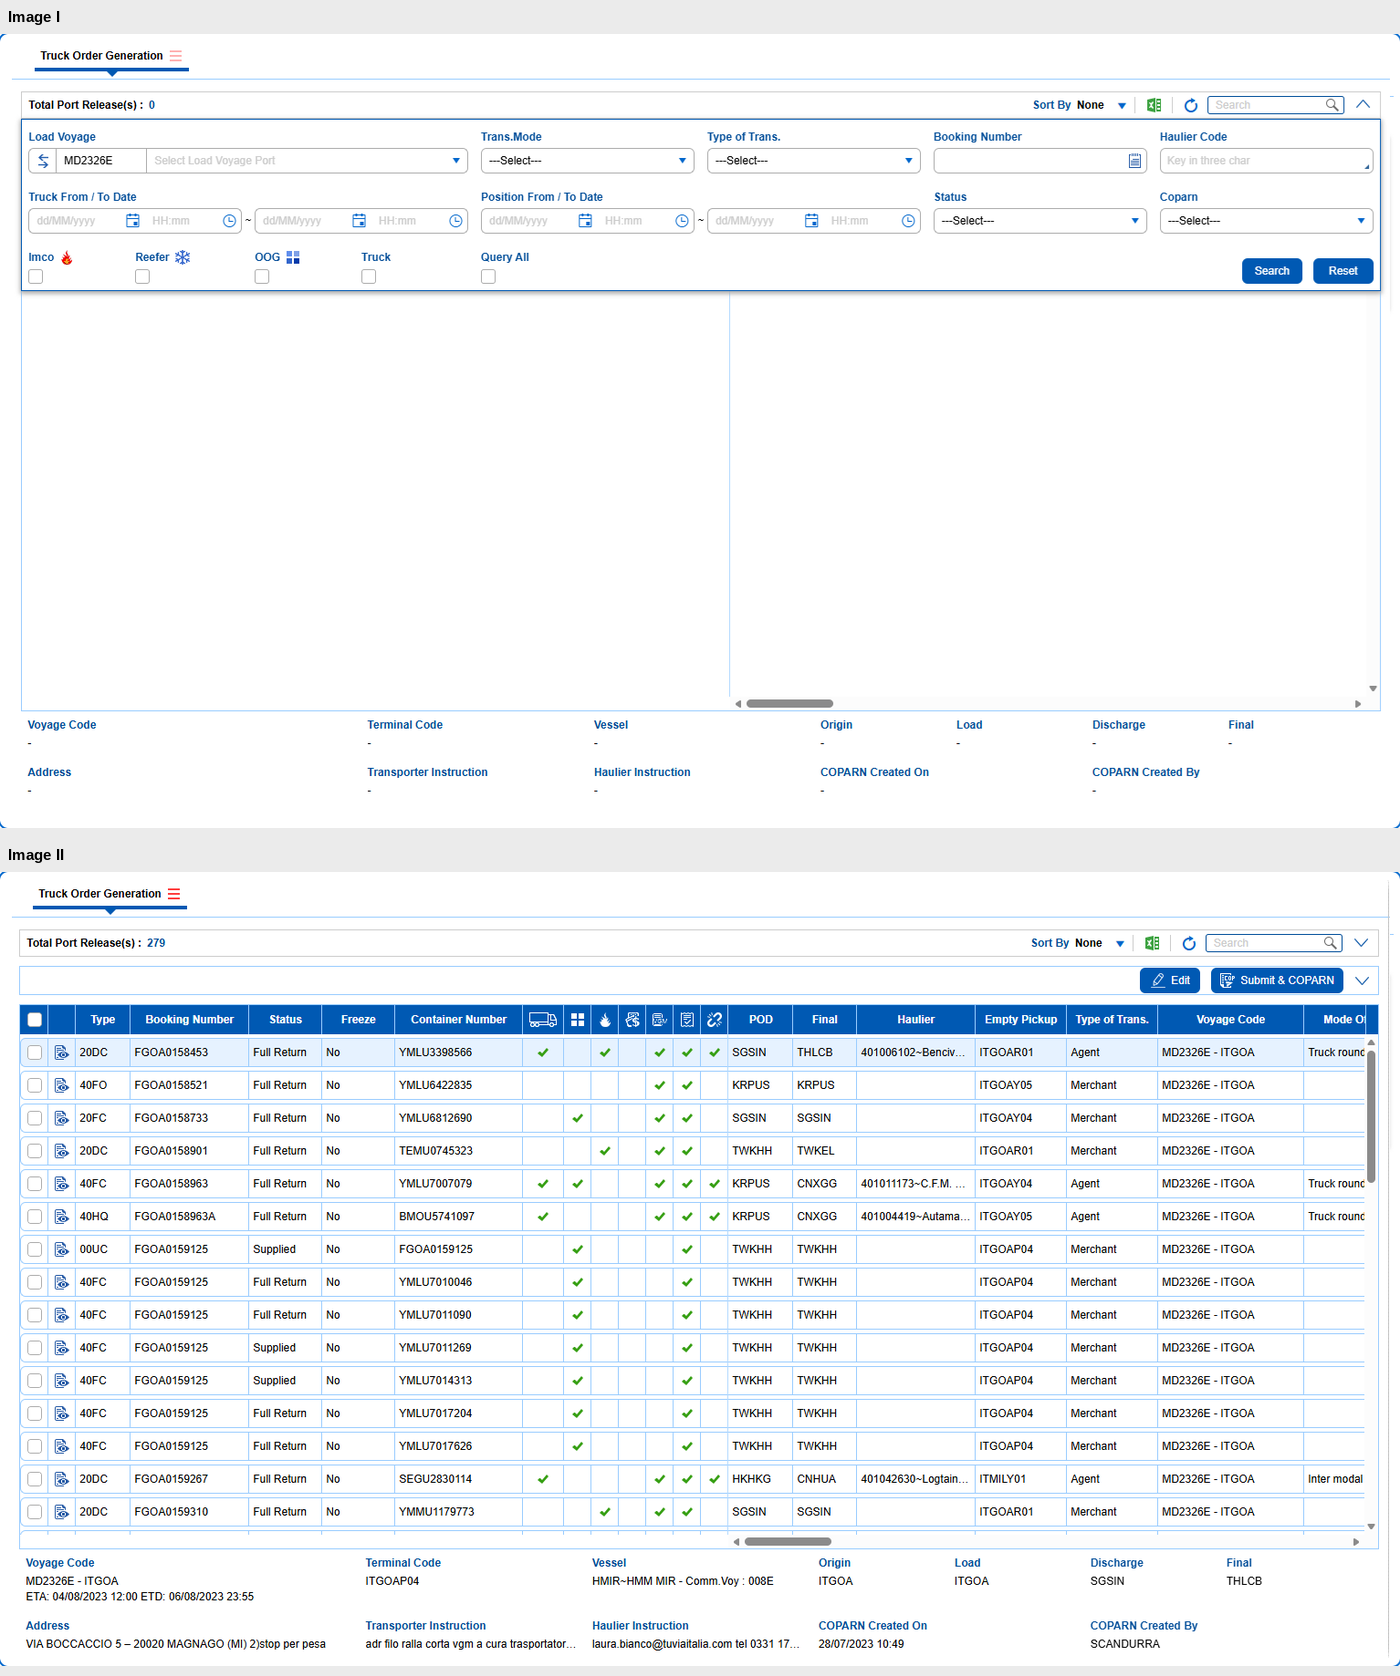 Image I
Truck Order Generation
Total Port Release(s) : 0 Sort By None Search
Load Voyage Trans.Mode Type of Trans. Booking Number Haulier Code
MD2326E Select Load Voyage Port ---Select--- ---Select--- Key in three char
Truck From / To Date Position From / To Date Status Coparn
dd/MM/yyyy HH:mm ~ dd/MM/yyyy HH:mm dd/MM/yyyy HH:mm ~ dd/MM/yyyy HH:mm ---Select--- ---Select---
Imco Reefer OOG Truck Query All
Search Reset
Voyage Code Terminal Code Vessel Origin Load Discharge Final
- - - - - - -
Address Transporter Instruction Haulier Instruction COPARN Created On COPARN Created By
- - - - -
Image II
Truck Order Generation
Total Port Release(s) : 279 Sort By None Search
Edit Submit & COPARN
Type Booking Number Status Freeze Container Number POD Final Haulier Empty Pickup Type of Trans. Voyage Code Mode Of
20DC FGOA0158453 Full Return No YMLU3398566 SGSIN THLCB 401006102~Benciv... ITGOAR01 Agent MD2326E - ITGOA Truck round
40FO FGOA0158521 Full Return No YMLU6422835 KRPUS KRPUS ITGOAY05 Merchant MD2326E - ITGOA
20FC FGOA0158733 Full Return No YMLU6812690 SGSIN SGSIN ITGOAY04 Merchant MD2326E - ITGOA
20DC FGOA0158901 Full Return No TEMU0745323 TWKHH TWKEL ITGOAR01 Merchant MD2326E - ITGOA
40FC FGOA0158963 Full Return No YMLU7007079 KRPUS CNXGG 401011173~C.F.M. ... ITGOAY04 Agent MD2326E - ITGOA Truck round
40HQ FGOA0158963A Full Return No BMOU5741097 KRPUS CNXGG 401004419~Autama... ITGOAY05 Agent MD2326E - ITGOA Truck round
00UC FGOA0159125 Supplied No FGOA0159125 TWKHH TWKHH ITGOAP04 Merchant MD2326E - ITGOA
40FC FGOA0159125 Full Return No YMLU7010046 TWKHH TWKHH ITGOAP04 Merchant MD2326E - ITGOA
40FC FGOA0159125 Full Return No YMLU7011090 TWKHH TWKHH ITGOAP04 Merchant MD2326E - ITGOA
40FC FGOA0159125 Supplied No YMLU7011269 TWKHH TWKHH ITGOAP04 Merchant MD2326E - ITGOA
40FC FGOA0159125 Supplied No YMLU7014313 TWKHH TWKHH ITGOAP04 Merchant MD2326E - ITGOA
40FC FGOA0159125 Full Return No YMLU7017204 TWKHH TWKHH ITGOAP04 Merchant MD2326E - ITGOA
40FC FGOA0159125 Full Return No YMLU7017626 TWKHH TWKHH ITGOAP04 Merchant MD2326E - ITGOA
20DC FGOA0159267 Full Return No SEGU2830114 HKHKG CNHUA 401042630~Logtain... ITMILY01 Agent MD2326E - ITGOA Inter modal
20DC FGOA0159310 Full Return No YMMU1179773 SGSIN SGSIN ITGOAR01 Merchant MD2326E - ITGOA
Voyage Code Terminal Code Vessel Origin Load Discharge Final
MD2326E - ITGOA ITGOAP04 HMIR~HMM MIR - Comm.Voy : 008E ITGOA ITGOA SGSIN THLCB
ETA: 04/08/2023 12:00 ETD: 06/08/2023 23:55
Address Transporter Instruction Haulier Instruction COPARN Created On COPARN Created By
VIA BOCCACCIO 5 – 20020 MAGNAGO (MI) 2)stop per pesa adr filo ralla corta vgm a cura trasportator... laura.bianco@tuviaitalia.com tel 0331 17... 28/07/2023 10:49 SCANDURRA